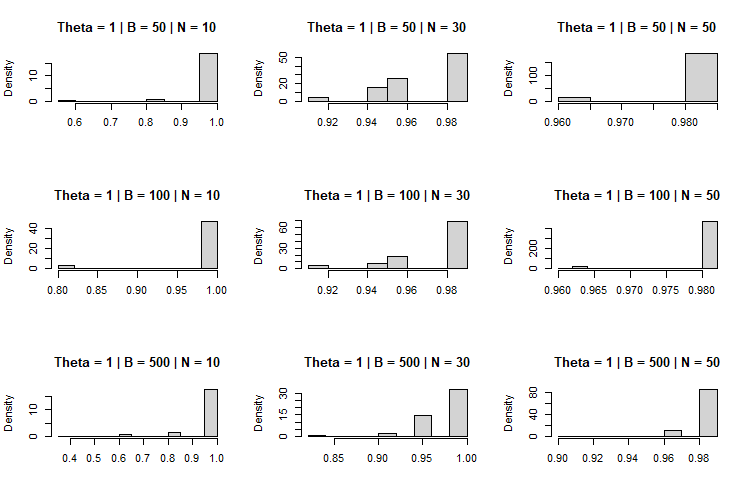 Theta = 1 | B = 50 | N = 10
Density
0 10
0.6 0.7 0.8 0.9 1.0
Theta = 1 | B = 50 | N = 30
Density
0 20 50
0.92 0.94 0.96 0.98
Theta = 1 | B = 50 | N = 50
Density
0 100
0.960 0.970 0.980
Theta = 1 | B = 100 | N = 10
Density
0 20 40
0.80 0.85 0.90 0.95 1.00
Theta = 1 | B = 100 | N = 30
Density
0 30 60
0.92 0.94 0.96 0.98
Theta = 1 | B = 100 | N = 50
Density
0 200
0.960 0.965 0.970 0.975 0.980
Theta = 1 | B = 500 | N = 10
Density
0 10
0.4 0.5 0.6 0.7 0.8 0.9 1.0
Theta = 1 | B = 500 | N = 30
Density
0 15 30
0.85 0.90 0.95 1.00
Theta = 1 | B = 500 | N = 50
Density
0 40 80
0.90 0.92 0.94 0.96 0.98